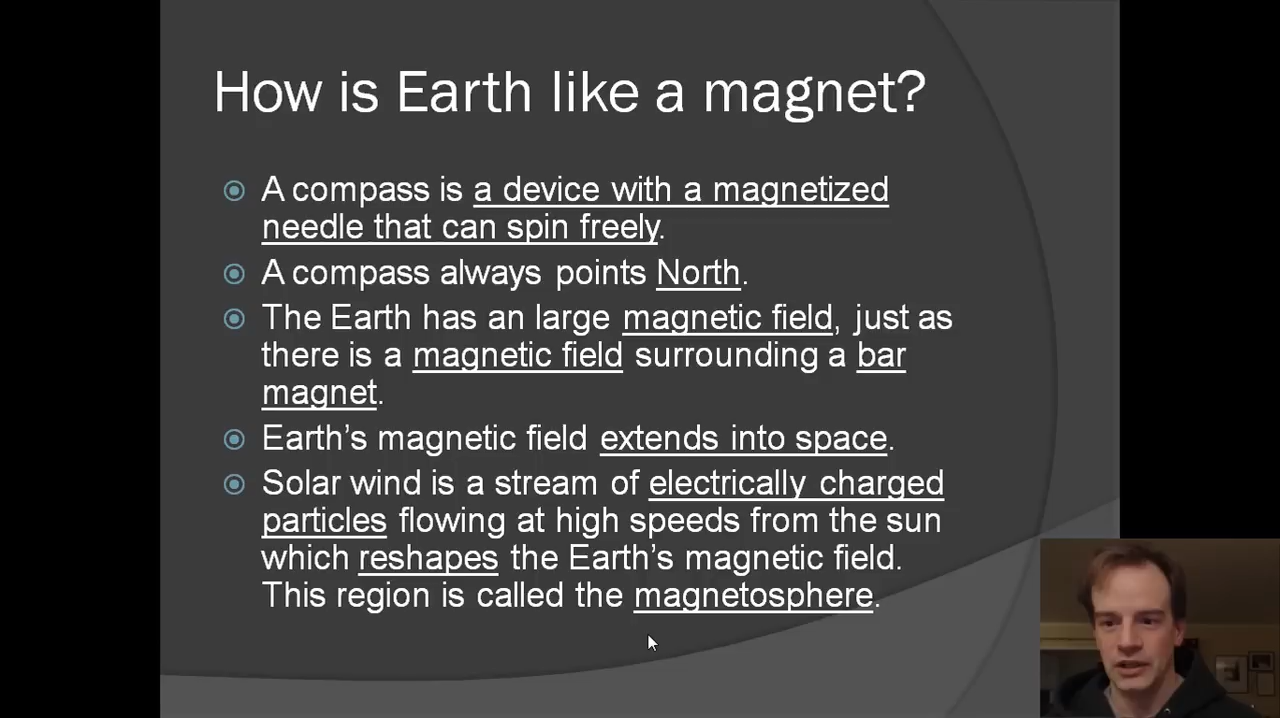 How is Earth like a magnet?
A compass is a device with a magnetized
needle that can spin freely.
A compass always points North.
The Earth has an large magnetic field, just as
there is a magnetic field surrounding a bar
magnet.
Earth’s magnetic field extends into space.
Solar wind is a stream of electrically charged
particles flowing at high speeds from the sun
which reshapes the Earth’s magnetic field.
This region is called the magnetosphere.